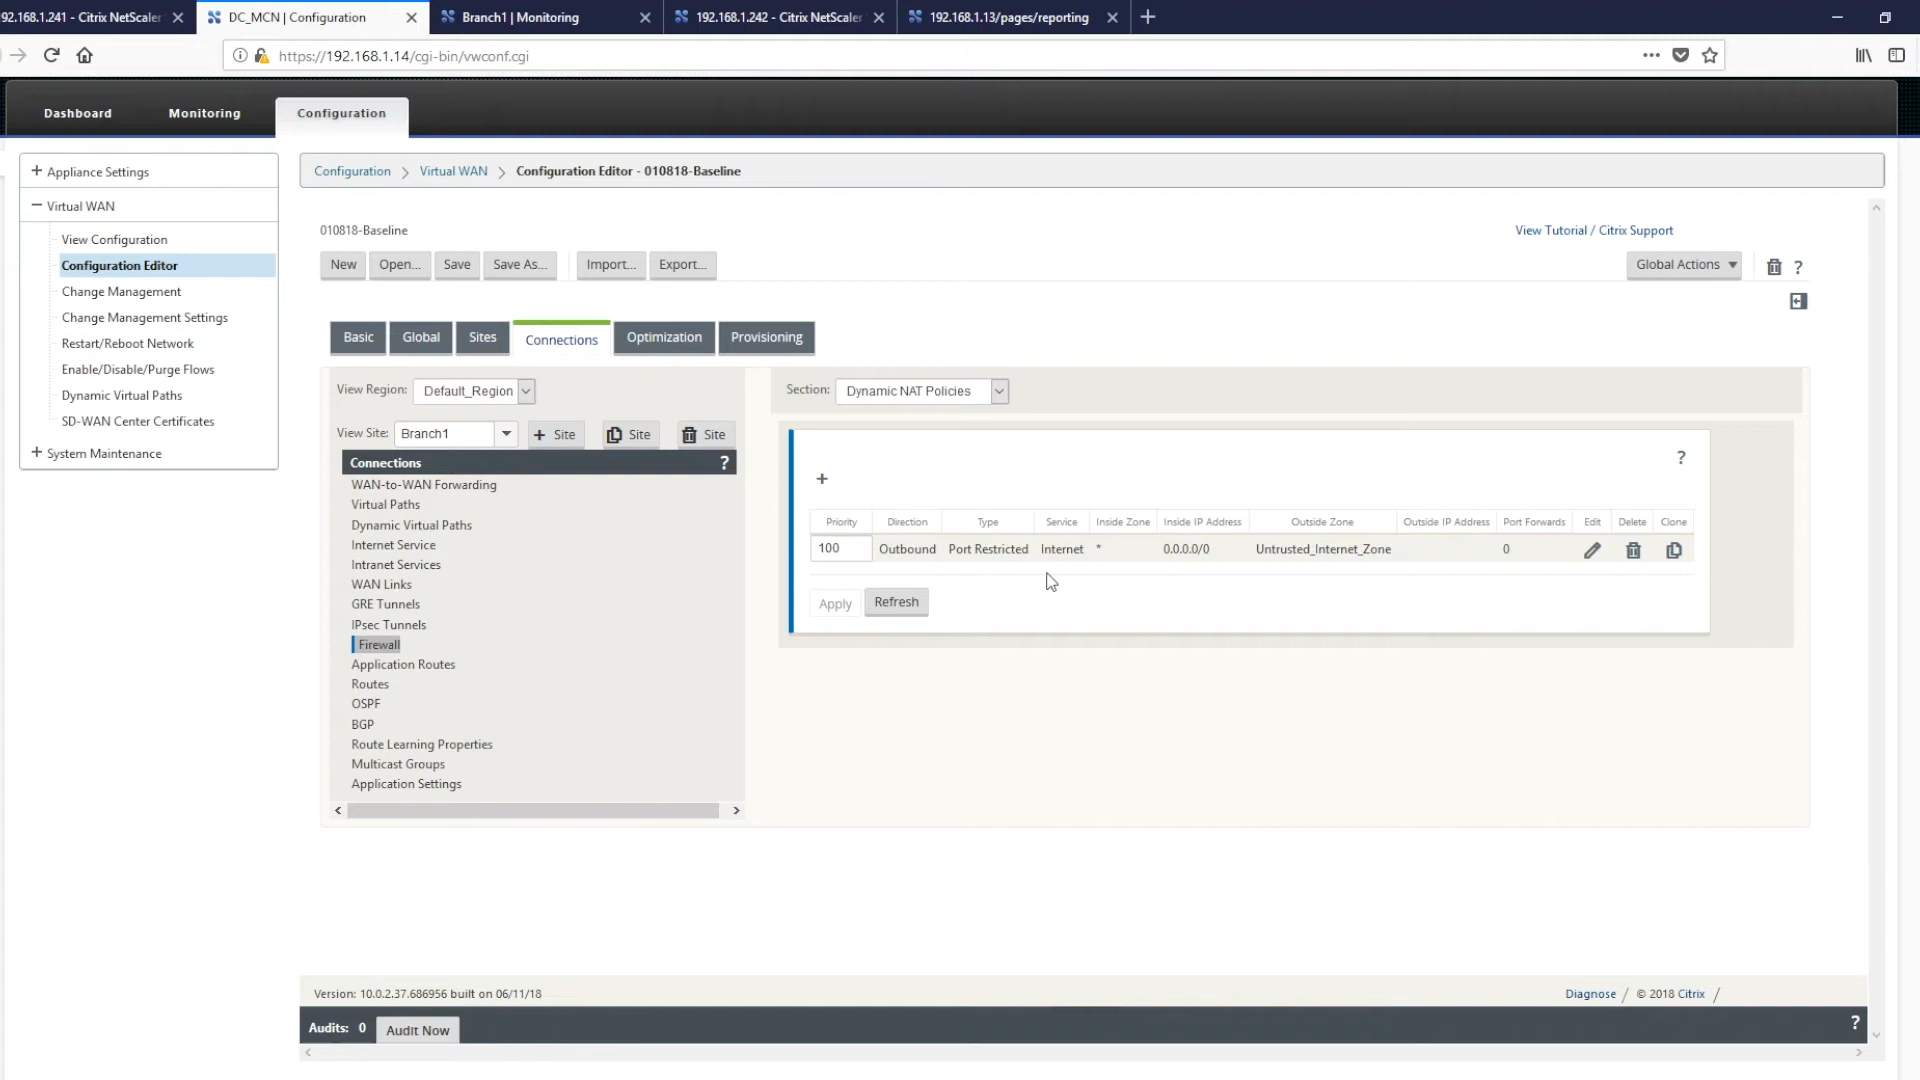 192.168.1.241 - Citrix NetScaler
DC_MCN | Configuration
Branch1 | Monitoring
192.168.1.242 - Citrix NetScaler
192.168.1.13/pages/reporting
https://192.168.1.14/cgi-bin/vwconf.cgi
Dashboard
Monitoring
Configuration
+ Appliance Settings
− Virtual WAN
View Configuration
Configuration Editor
Change Management
Change Management Settings
Restart/Reboot Network
Enable/Disable/Purge Flows
Dynamic Virtual Paths
SD-WAN Center Certificates
+ System Maintenance
Configuration > Virtual WAN > Configuration Editor - 010818-Baseline
010818-Baseline
View Tutorial / Citrix Support
New Open... Save Save As... Import... Export...
Global Actions ?
Basic Global Sites Connections Optimization Provisioning
View Region: Default_Region
View Site: Branch1 + Site Site Site
Connections ?
WAN-to-WAN Forwarding
Virtual Paths
Dynamic Virtual Paths
Internet Service
Intranet Services
WAN Links
GRE Tunnels
IPsec Tunnels
Firewall
Application Routes
Routes
OSPF
BGP
Route Learning Properties
Multicast Groups
Application Settings
Section: Dynamic NAT Policies
?
+
Priority Direction Type Service Inside Zone Inside IP Address Outside Zone Outside IP Address Port Forwards Edit Delete Clone
100 Outbound Port Restricted Internet * 0.0.0.0/0 Untrusted_Internet_Zone 0
Apply Refresh
Version: 10.0.2.37.686956 built on 06/11/18
Diagnose / © 2018 Citrix /
Audits: 0 Audit Now ?